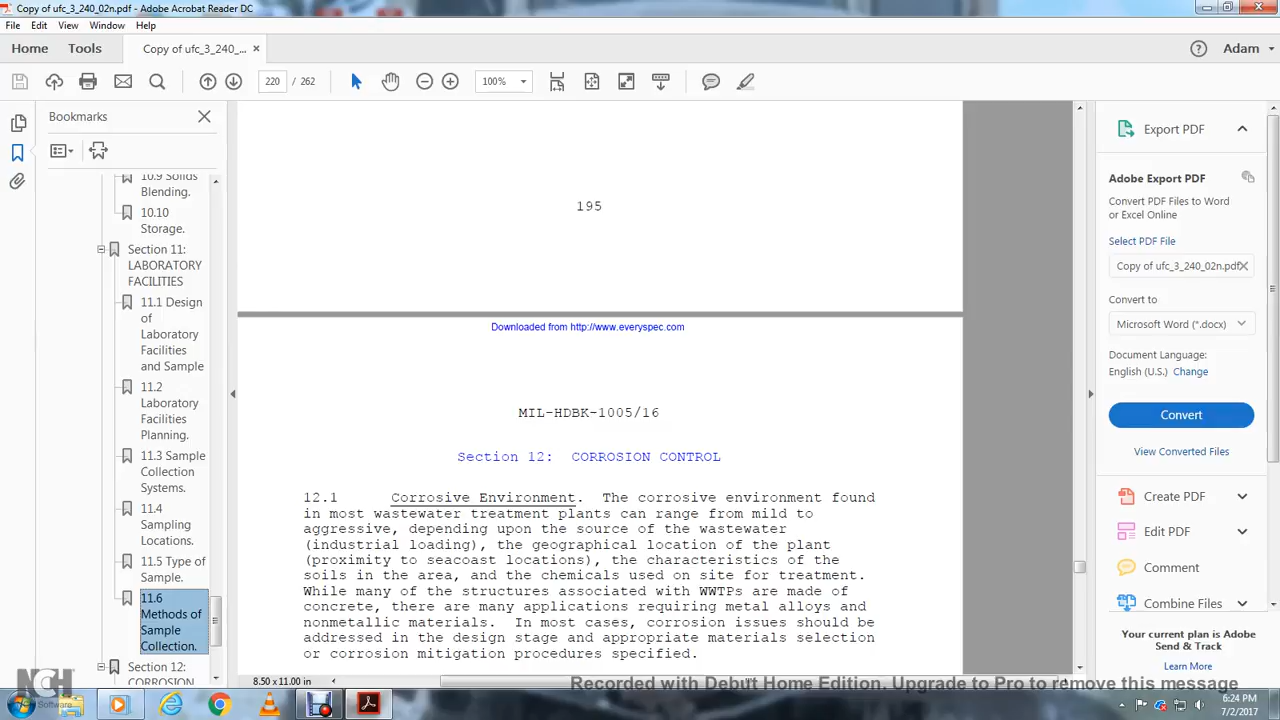 Copy of ufc_3_240_02n.pdf - Adobe Acrobat Reader DC
File Edit View Window Help
Home Tools Copy of ufc_3_240_... × Adam
220 / 262 100%
Bookmarks
10.9 Solids
Blending.
10.10
Storage.
Section 11:
LABORATORY
FACILITIES
11.1 Design
of
Laboratory
Facilities
and Sample
11.2
Laboratory
Facilities
Planning.
11.3 Sample
Collection
Systems.
11.4
Sampling
Locations.
11.5 Type of
Sample.
11.6
Methods of
Sample
Collection.
Section 12:
CORROSION
195
Downloaded from http://www.everyspec.com
MIL-HDBK-1005/16
Section 12: CORROSION CONTROL
12.1 Corrosive Environment. The corrosive environment found
in most wastewater treatment plants can range from mild to
aggressive, depending upon the source of the wastewater
(industrial loading), the geographical location of the plant
(proximity to seacoast locations), the characteristics of the
soils in the area, and the chemicals used on site for treatment.
While many of the structures associated with WWTPs are made of
concrete, there are many applications requiring metal alloys and
nonmetallic materials. In most cases, corrosion issues should be
addressed in the design stage and appropriate materials selection
or corrosion mitigation procedures specified.
8.50 x 11.00 in
Export PDF
Adobe Export PDF
Convert PDF Files to Word
or Excel Online
Select PDF File
Copy of ufc_3_240_02n.pdf
Convert to
Microsoft Word (*.docx)
Document Language:
English (U.S.) Change
Convert
View Converted Files
Create PDF
Edit PDF
Comment
Combine Files
Your current plan is Adobe
Send & Track
Learn More
Recorded with Debut Home Edition. Upgrade to Pro to remove this message
NCH
Software
6:24 PM
7/2/2017